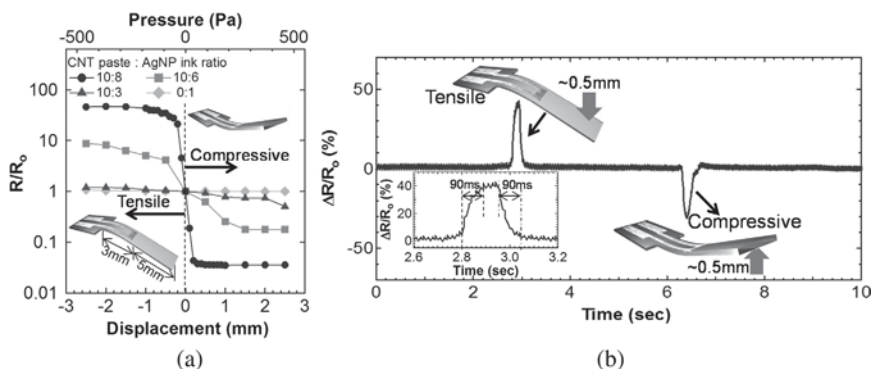 (a)
Pressure (Pa)
-500 0 500
CNT paste : AgNP ink ratio
10:8 10:6
10:3 0:1
100
10
1
0.1
0.01
R/Rₒ
Compressive
Tensile
3mm 5mm
-3 -2 -1 0 1 2 3
Displacement (mm)
(a)
(b)
50
0
-50
ΔR/Rₒ (%)
Tensile
~0.5mm
90ms 90ms
40
20
0
ΔR/Rₒ (%)
2.6 2.8 3.0 3.2
Time (sec)
Compressive
~0.5mm
0 2 4 6 8 10
Time (sec)
(b)